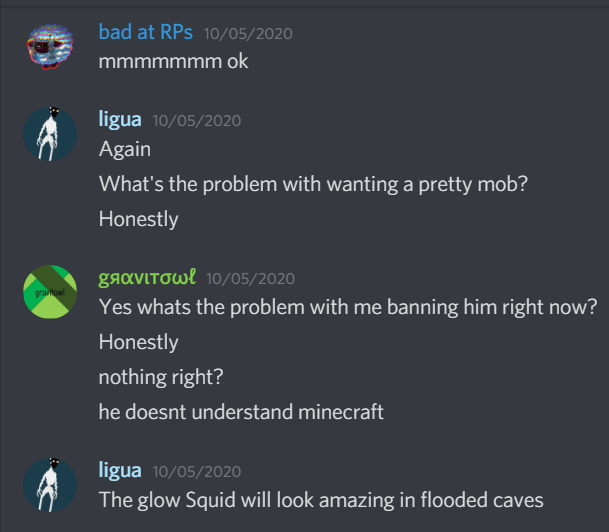 bad at RPs 10/05/2020
mmmmmmm ok
ligua 10/05/2020
Again
What's the problem with wanting a pretty mob?
Honestly
gяανιтσωℓ 10/05/2020
gravitowl
Yes whats the problem with me banning him right now?
Honestly
nothing right?
he doesnt understand minecraft
ligua 10/05/2020
The glow Squid will look amazing in flooded caves